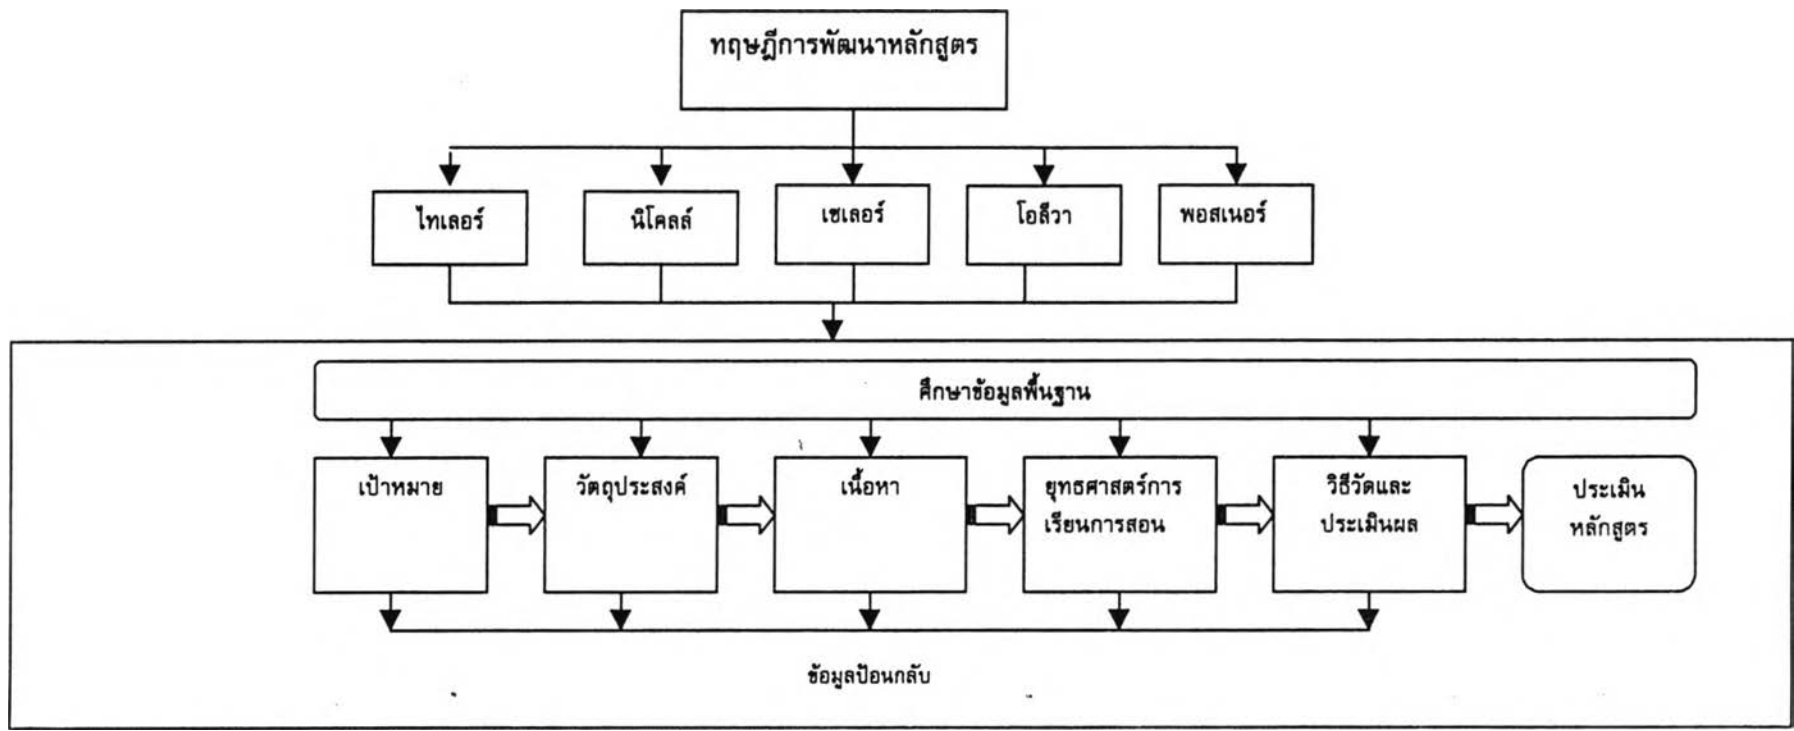 ทฤษฎีการพัฒนาหลักสูตร
ไทเลอร์
นิโคลล์
เซเลอร์
โอลีวา
พอสเนอร์
ศึกษาข้อมูลพื้นฐาน
เป้าหมาย
วัตถุประสงค์
เนื้อหา
ยุทธศาสตร์การ
เรียนการสอน
วิธีวัดและ
ประเมินผล
ประเมิน
หลักสูตร
ข้อมูลป้อนกลับ